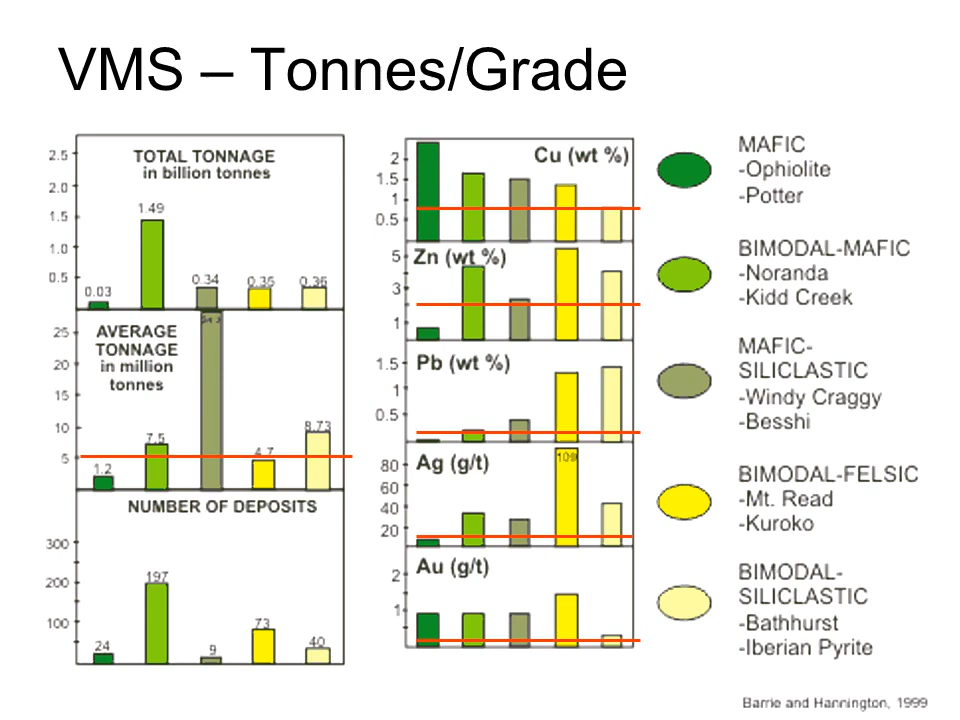 VMS – Tonnes/Grade
TOTAL TONNAGE
in billion tonnes
2.5
2.0
1.5
1.0
0.5
0.03
1.49
0.34
0.35
0.36
AVERAGE
TONNAGE
in million
tonnes
25
20
15
10
5
1.2
7.5
4.7
8.73
NUMBER OF DEPOSITS
300
200
100
24
197
9
73
40
Cu (wt %)
2
1.5
1
0.5
Zn (wt %)
5
3
1
Pb (wt %)
1.5
1
0.5
Ag (g/t)
80
60
40
20
109
Au (g/t)
2
1
MAFIC
-Ophiolite
-Potter
BIMODAL-MAFIC
-Noranda
-Kidd Creek
MAFIC-
SILICLASTIC
-Windy Craggy
-Besshi
BIMODAL-FELSIC
-Mt. Read
-Kuroko
BIMODAL-
SILICLASTIC
-Bathhurst
-Iberian Pyrite
Barrie and Hannington, 1999